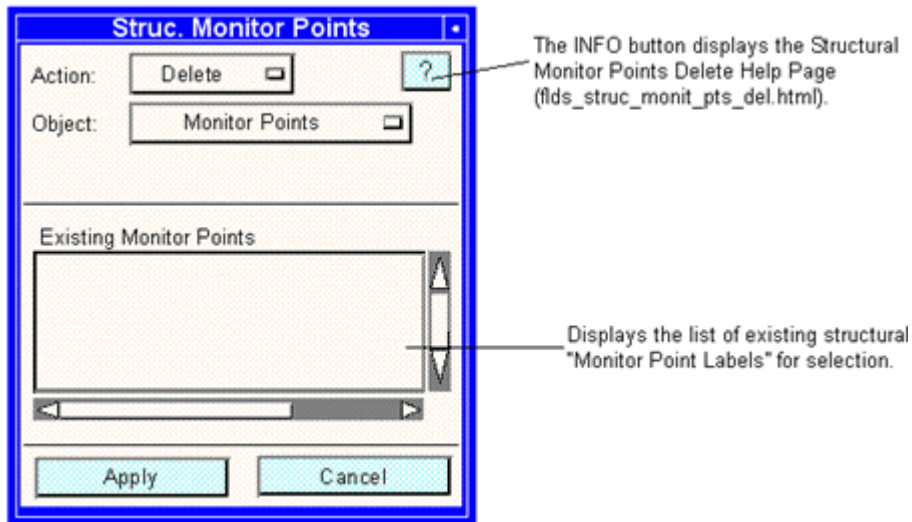 Struc. Monitor Points
Action: Delete ?
Object: Monitor Points
Existing Monitor Points
Apply Cancel
The INFO button displays the Structural
Monitor Points Delete Help Page
(flds_struc_monit_pts_del.html).
Displays the list of existing structural
"Monitor Point Labels" for selection.